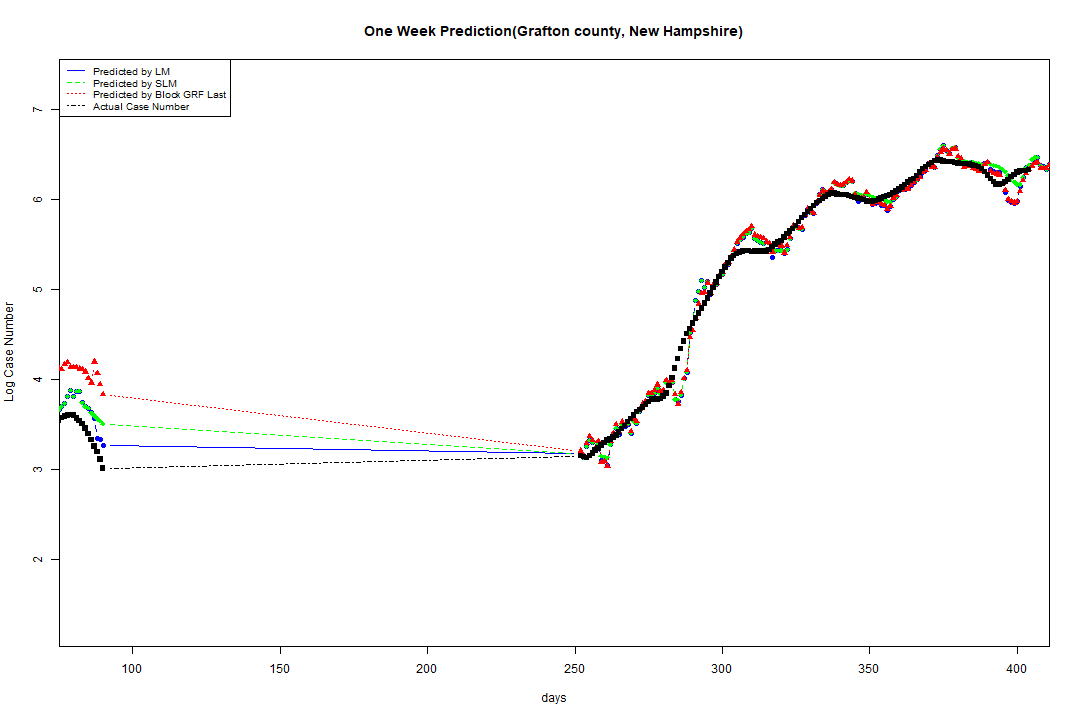 One Week Prediction(Grafton county, New Hampshire)
Predicted by LM
Predicted by SLM
Predicted by Block GRF Last
Actual Case Number
7
6
5
4
3
2
Log Case Number
100 150 200 250 300 350 400
days